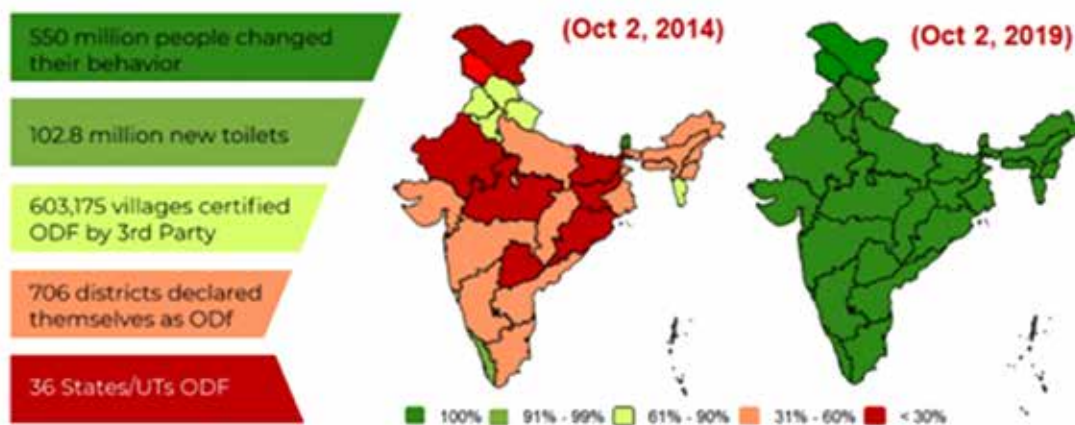 550 million people changed
their behavior
102.8 million new toilets
603,175 villages certified
ODF by 3rd Party
706 districts declared
themselves as ODf
36 States/UTs ODF
(Oct 2, 2014)
(Oct 2, 2019)
100%
91% - 99%
61% - 90%
31% - 60%
< 30%